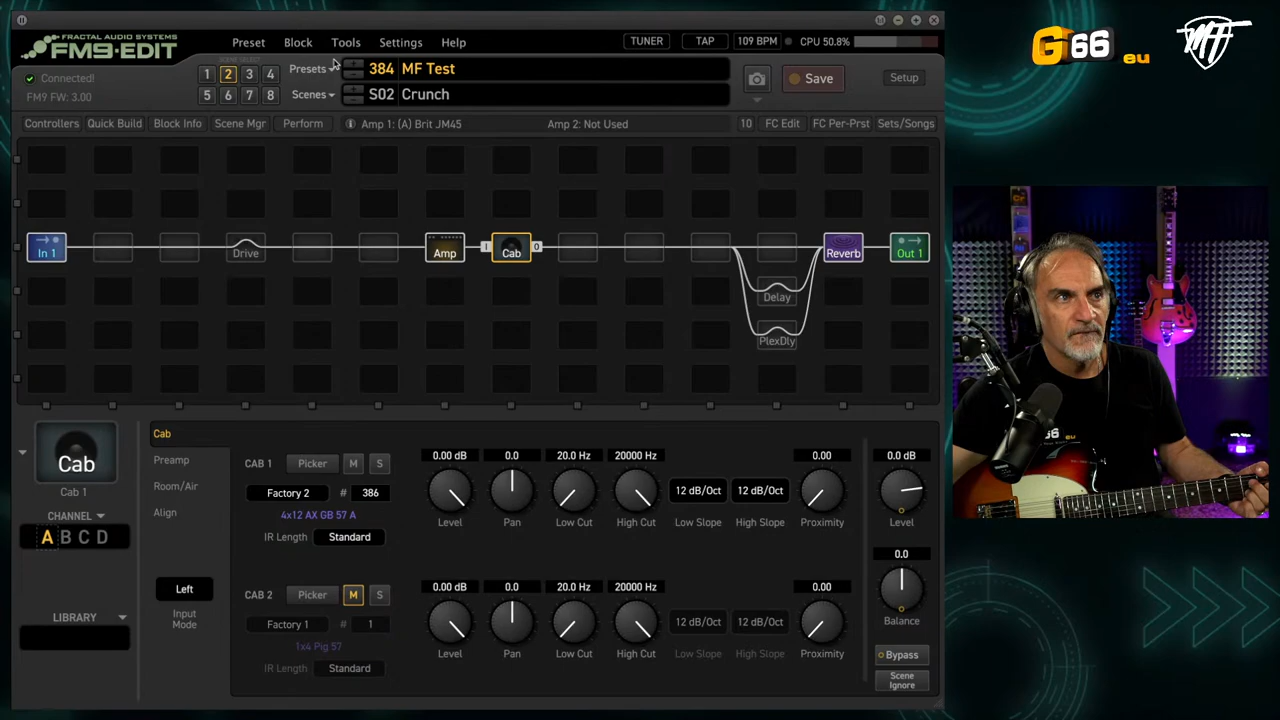 FRACTAL AUDIO SYSTEMS
FM9-EDIT
Preset Block Tools Settings Help
TUNER TAP 109 BPM CPU 50.8%
Connected!
FM9 FW: 3.00
SCENE SELECT
1 2 3 4
5 6 7 8
Presets 384 MF Test
Scenes S02 Crunch
Save Setup
Controllers Quick Build Block Info Scene Mgr Perform Amp 1: (A) Brit JM45 Amp 2: Not Used 10 FC Edit FC Per-Prst Sets/Songs
In 1 Drive Amp I Cab O Reverb Out 1
Delay
PlexDly
Cab
Cab 1
CHANNEL
A B C D
LIBRARY
Cab
Preamp
Room/Air
Align
Left
Input
Mode
CAB 1 Picker M S
Factory 2 # 386
4x12 AX GB 57 A
IR Length Standard
0.00 dB 0.0 20.0 Hz 20000 Hz 0.00
12 dB/Oct 12 dB/Oct
Level Pan Low Cut High Cut Low Slope High Slope Proximity
CAB 2 Picker M S
Factory 1 # 1
1x4 Pig 57
IR Length Standard
0.00 dB 0.0 20.0 Hz 20000 Hz 0.00
12 dB/Oct 12 dB/Oct
Level Pan Low Cut High Cut Low Slope High Slope Proximity
0.0 dB
Level
0.0
Balance
Bypass
Scene
Ignore
G66 eu
66 eu